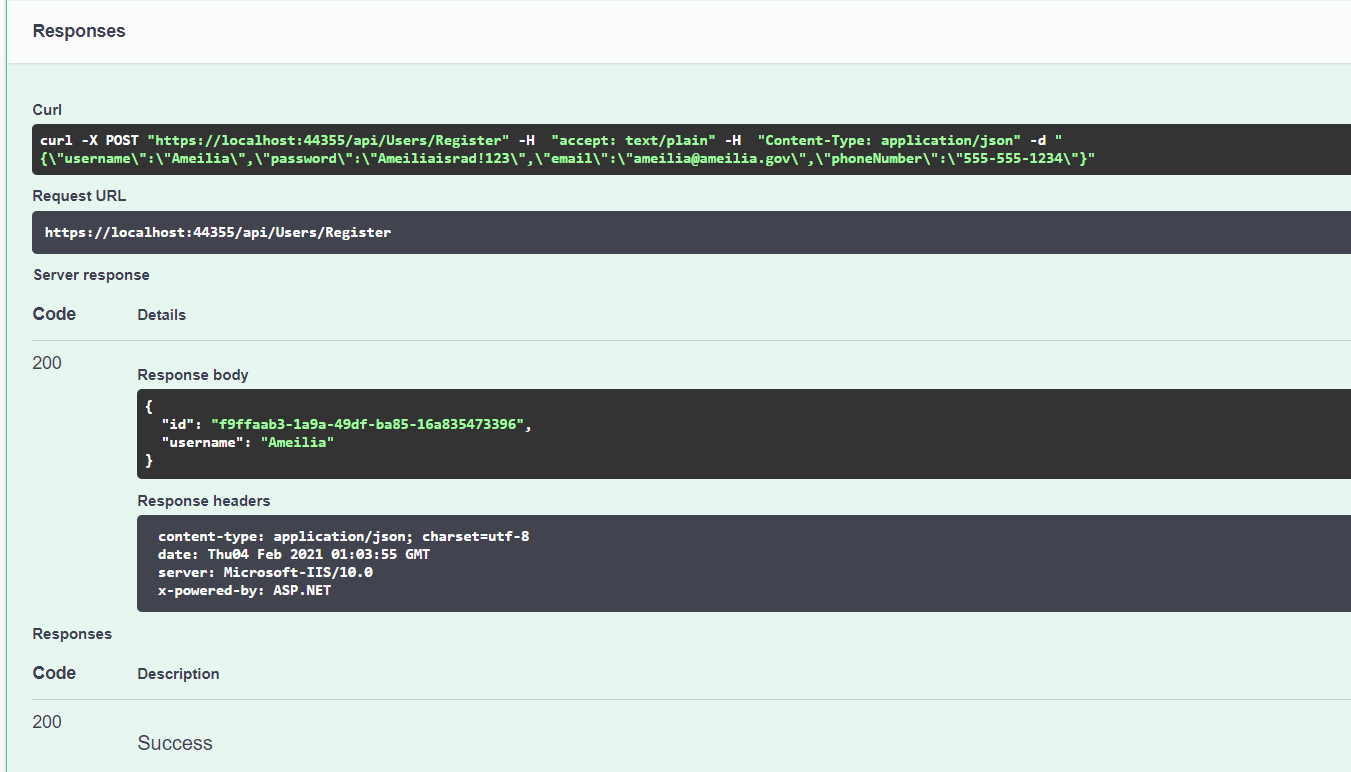 Responses
Curl
curl -X POST "https://localhost:44355/api/Users/Register" -H  "accept: text/plain" -H  "Content-Type: application/json" -d "
{\"username\":\"Ameilia\",\"password\":\"Ameiliaisrad!123\",\"email\":\"ameilia@ameilia.gov\",\"phoneNumber\":\"555-555-1234\"}"
Request URL
https://localhost:44355/api/Users/Register
Server response
Code Details
200
Response body
{
  "id": "f9ffaab3-1a9a-49df-ba85-16a835473396",
  "username": "Ameilia"
}
Response headers
content-type: application/json; charset=utf-8
date: Thu04 Feb 2021 01:03:55 GMT
server: Microsoft-IIS/10.0
x-powered-by: ASP.NET
Responses
Code Description
200
Success